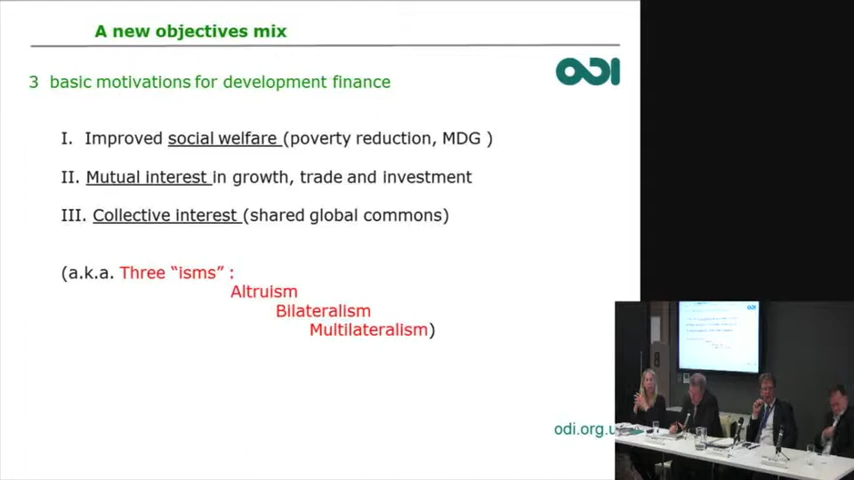 A new objectives mix
ODI
3 basic motivations for development finance
I. Improved social welfare (poverty reduction, MDG )
II. Mutual interest in growth, trade and investment
III. Collective interest (shared global commons)
(a.k.a. Three “isms” :
Altruism
Bilateralism
Multilateralism)
odi.org.u